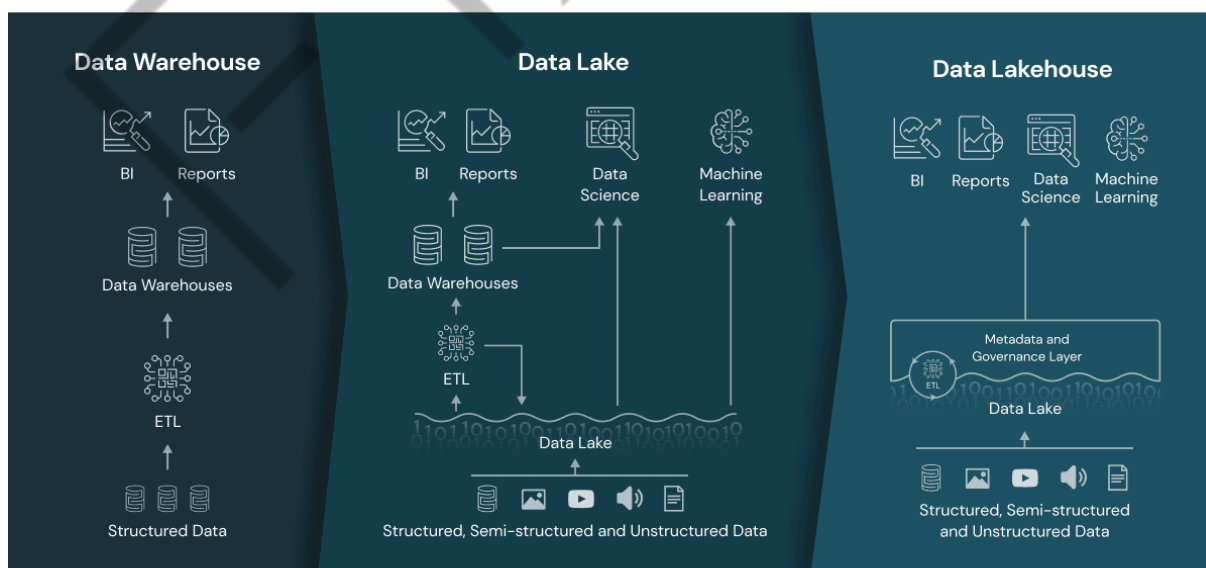 Data Warehouse
BI
Reports
Data Warehouses
ETL
Structured Data
Data Lake
BI
Reports
Data
Science
Machine
Learning
Data Warehouses
ETL
Data Lake
Structured, Semi-structured and Unstructured Data
Data Lakehouse
BI
Reports
Data
Science
Machine
Learning
Metadata and
Governance Layer
ETL
Data Lake
Structured, Semi-structured
and Unstructured Data